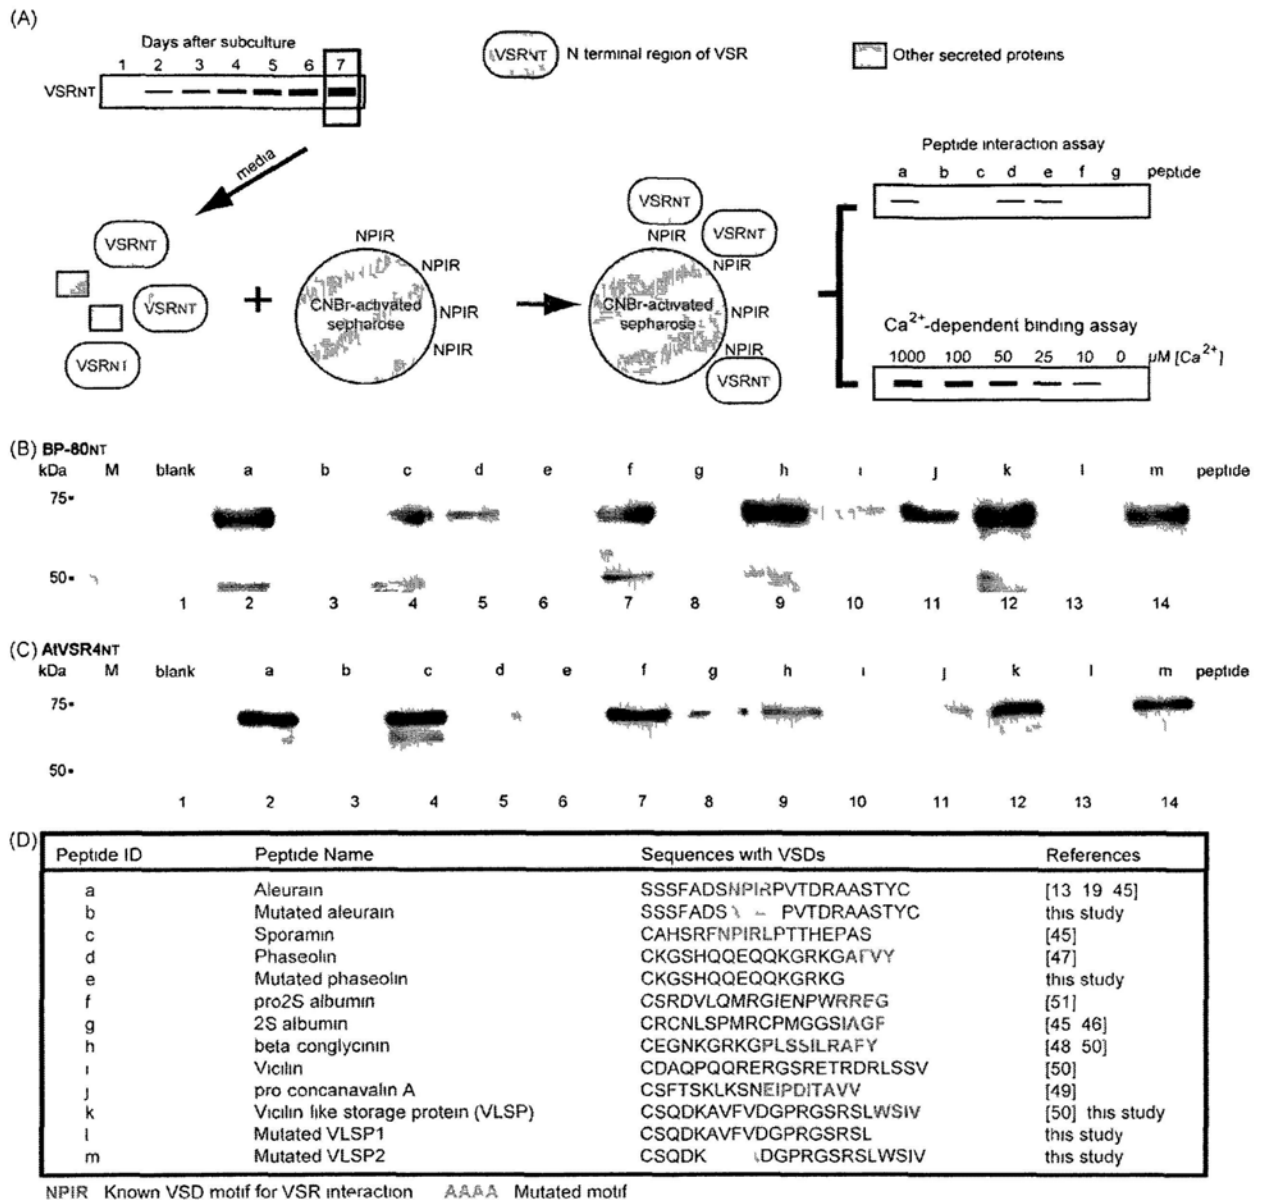 (A)
Days after subculture
1 2 3 4 5 6 7
VSRNT
VSRNT N terminal region of VSR
Other secreted proteins
media
VSRNT
VSRNT
VSRNT
+
NPIR
NPIR
NPIR
NPIR
CNBr-activated
sepharose
VSRNT
VSRNT
NPIR
NPIR
NPIR
NPIR
CNBr-activated
sepharose
VSRNT
Peptide interaction assay
a b c d e f g peptide
Ca2+-dependent binding assay
1000 100 50 25 10 0 µM [Ca2+]
(B) BP-80NT
kDa M blank a b c d e f g h i j k l m peptide
75
50
1 2 3 4 5 6 7 8 9 10 11 12 13 14
(C) AtVSR4NT
kDa M blank a b c d e f g h i j k l m peptide
75
50
1 2 3 4 5 6 7 8 9 10 11 12 13 14
(D)
Peptide ID Peptide Name Sequences with VSDs References
a Aleurain SSSFADSNPIRPVTDRAASTYC [13 19 45]
b Mutated aleurain SSSFADS PVTDRAASTYC this study
c Sporamin CAHSRFNPIRLPTTHEPAS [45]
d Phaseolin CKGSHQQEQQKGRKGAFVY [47]
e Mutated phaseolin CKGSHQQEQQKGRKG this study
f pro2S albumin CSRDVLQMRGIENPWRREG [51]
g 2S albumin CRCNLSPMRCPMGGSIAGF [45 46]
h beta conglycinin CEGNKGRKGPLSSILRAFY [48 50]
i Vicilin CDAQPQQRERGSRETRDRLSSV [50]
j pro concanavalin A CSFTSKLKSNEIPDITAVV [49]
k Vicilin like storage protein (VLSP) CSQDKAVFVDGPRGSRSLWSIV [50] this study
l Mutated VLSP1 CSQDKAVFVDGPRGSRSL this study
m Mutated VLSP2 CSQDK DGPRGSRSLWSIV this study
NPIR Known VSD motif for VSR interaction AAAA Mutated motif